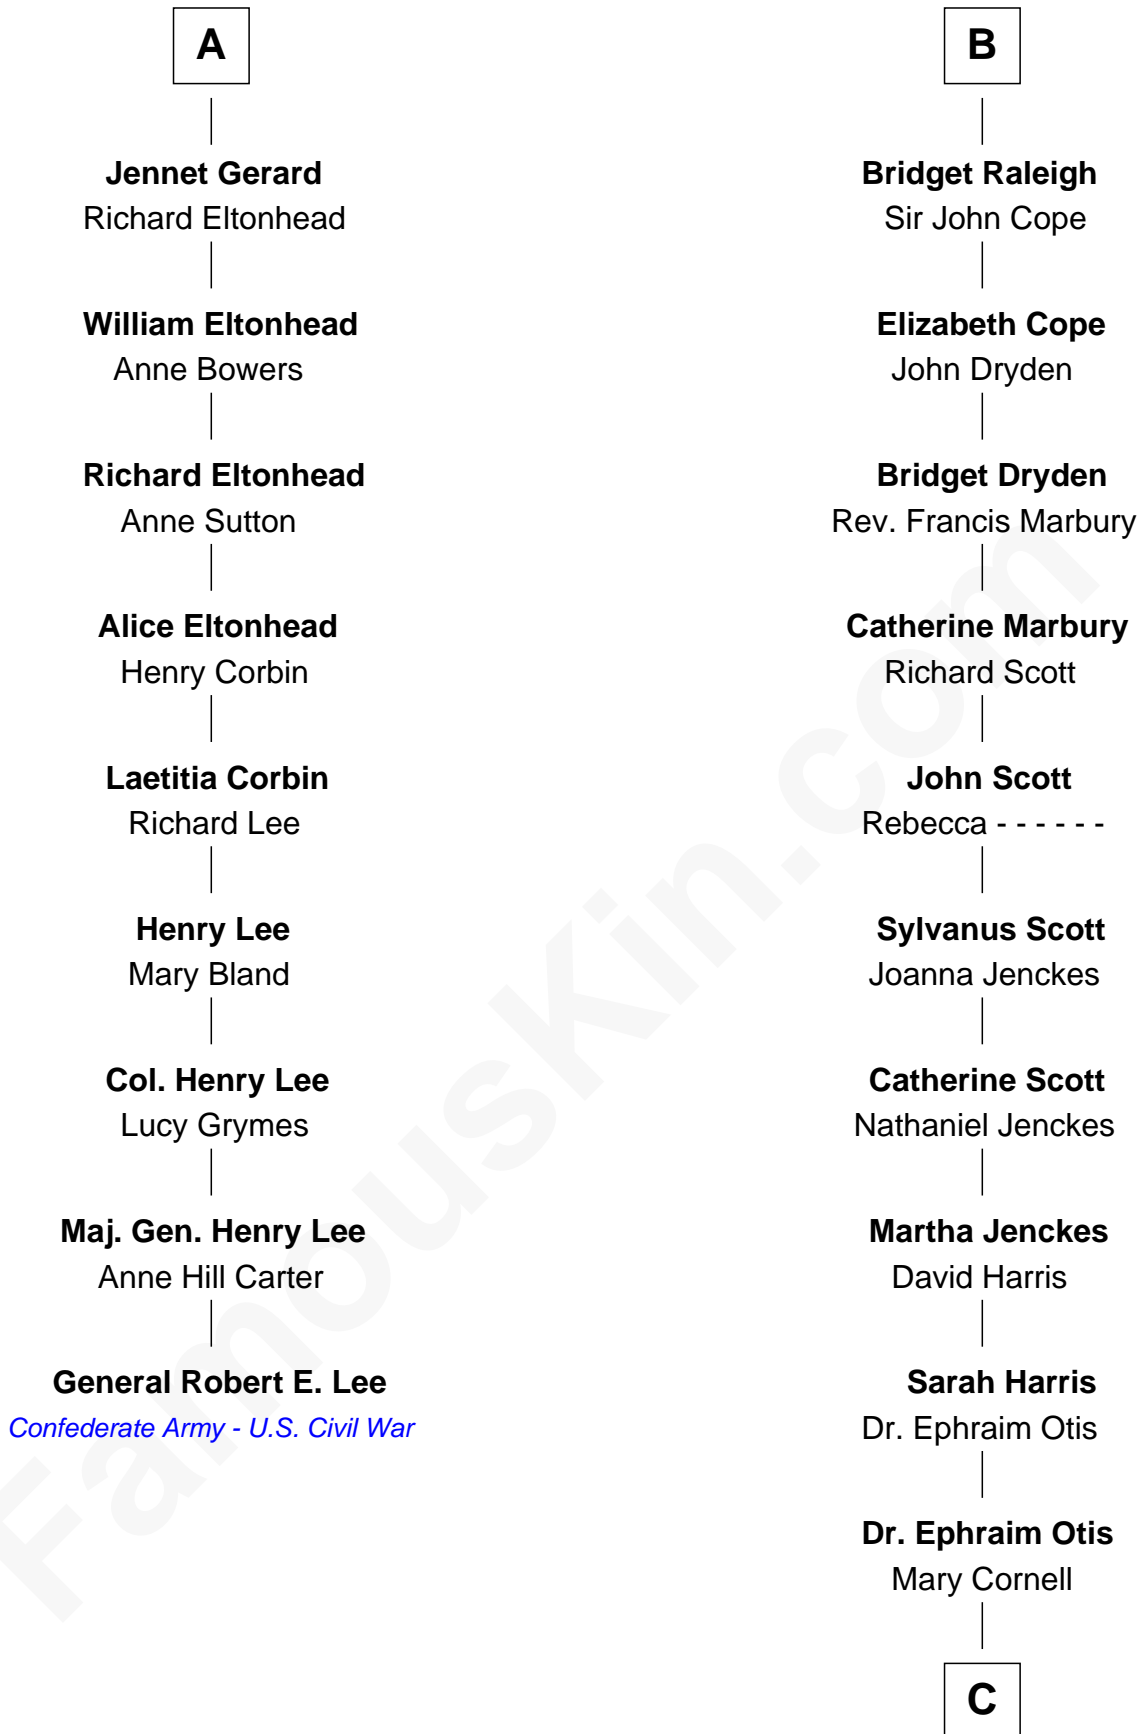 A
Jennet Gerard
Richard Eltonhead
William Eltonhead
Anne Bowers
Richard Eltonhead
Anne Sutton
Alice Eltonhead
Henry Corbin
Laetitia Corbin
Richard Lee
Henry Lee
Mary Bland
Col. Henry Lee
Lucy Grymes
Maj. Gen. Henry Lee
Anne Hill Carter
General Robert E. Lee
Confederate Army - U.S. Civil War
B
Bridget Raleigh
Sir John Cope
Elizabeth Cope
John Dryden
Bridget Dryden
Rev. Francis Marbury
Catherine Marbury
Richard Scott
John Scott
Rebecca - - - - - -
Sylvanus Scott
Joanna Jenckes
Catherine Scott
Nathaniel Jenckes
Martha Jenckes
David Harris
Sarah Harris
Dr. Ephraim Otis
Dr. Ephraim Otis
Mary Cornell
C
FamousKin.com